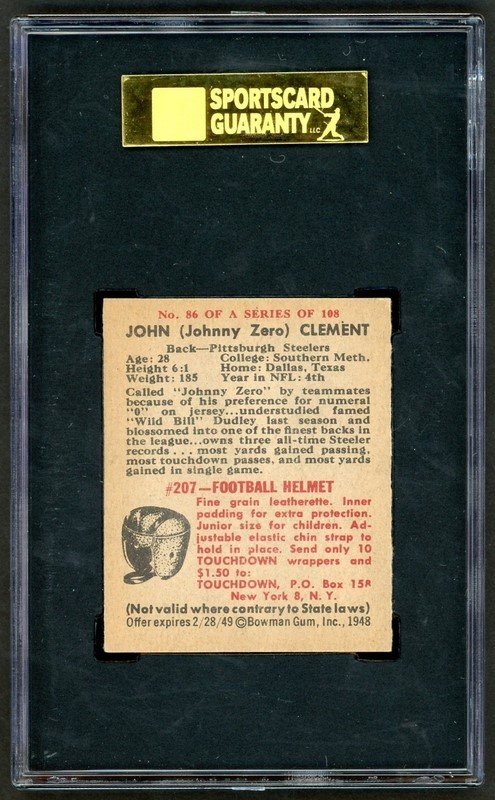 SPORTSCARD
GUARANTY LLC
No. 86 OF A SERIES OF 108
JOHN (Johnny Zero) CLEMENT
Back—Pittsburgh Steelers
Age: 28 College: Southern Meth.
Height 6:1 Home: Dallas, Texas
Weight: 185 Year in NFL: 4th
Called "Johnny Zero" by teammates
because of his preference for numeral
"0" on jersey...understudied famed
"Wild Bill" Dudley last season and
blossomed into one of the finest backs in
the league...owns three all-time Steeler
records . . . most yards gained passing,
most touchdown passes, and most yards
gained in single game.
#207—FOOTBALL HELMET
Fine grain leatherette. Inner
padding for extra protection.
Junior size for children. Ad-
justable elastic chin strap to
hold in place. Send only 10
TOUCHDOWN wrappers and
$1.50 to:
TOUCHDOWN, P.O. Box 158
New York 8, N. Y.
(Not valid where contrary to State laws)
Offer expires 2/28/49 ©Bowman Gum, Inc., 1948